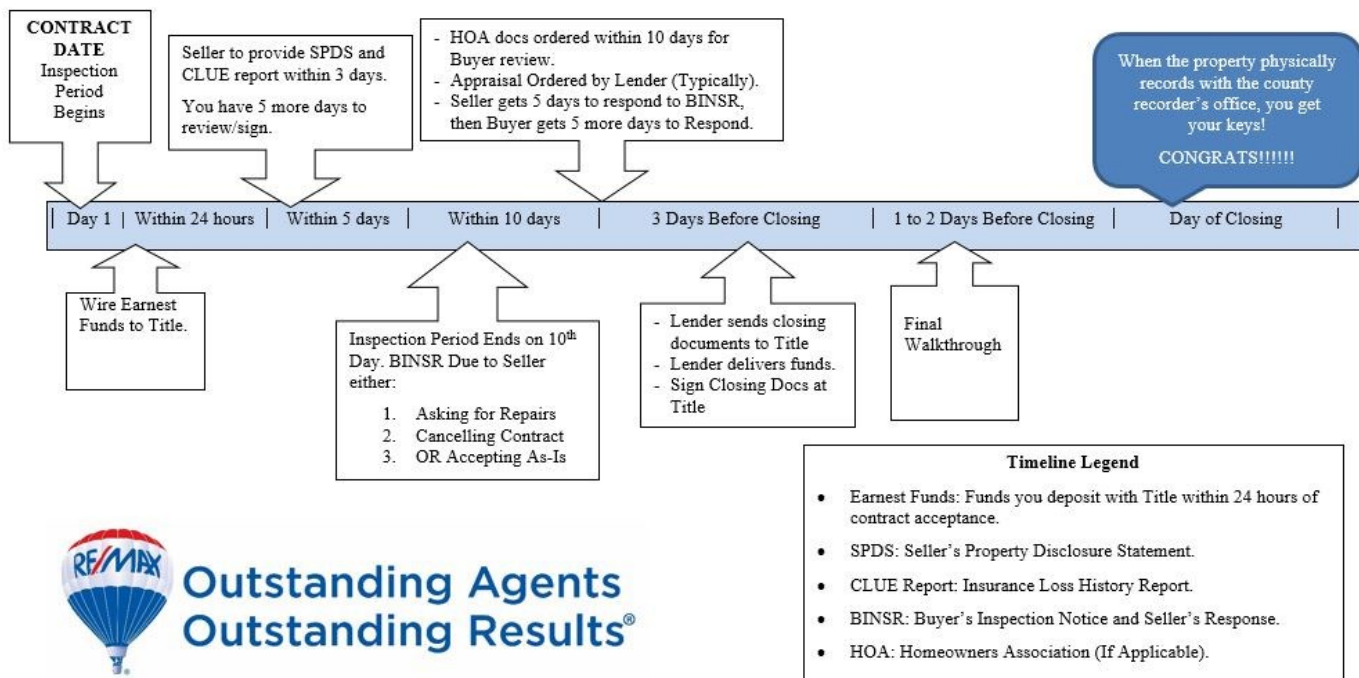 CONTRACT
DATE
Inspection
Period
Begins
Seller to provide SPDS and
CLUE report within 3 days.
You have 5 more days to
review/sign.
- HOA docs ordered within 10 days for
Buyer review.
- Appraisal Ordered by Lender (Typically).
- Seller gets 5 days to respond to BINSR,
then Buyer gets 5 more days to Respond.
When the property physically
records with the county
recorder’s office, you get
your keys!
CONGRATS!!!!!!
| Day 1 | Within 24 hours | Within 5 days | Within 10 days | 3 Days Before Closing | 1 to 2 Days Before Closing | Day of Closing |
Wire Earnest
Funds to Title.
Inspection Period Ends on 10th
Day. BINSR Due to Seller
either:
1. Asking for Repairs
2. Cancelling Contract
3. OR Accepting As-Is
- Lender sends closing
documents to Title
- Lender delivers funds.
- Sign Closing Docs at
Title
Final
Walkthrough
Timeline Legend
• Earnest Funds: Funds you deposit with Title within 24 hours of
contract acceptance.
• SPDS: Seller’s Property Disclosure Statement.
• CLUE Report: Insurance Loss History Report.
• BINSR: Buyer’s Inspection Notice and Seller’s Response.
• HOA: Homeowners Association (If Applicable).
RE/MAX
Outstanding Agents
Outstanding Results®